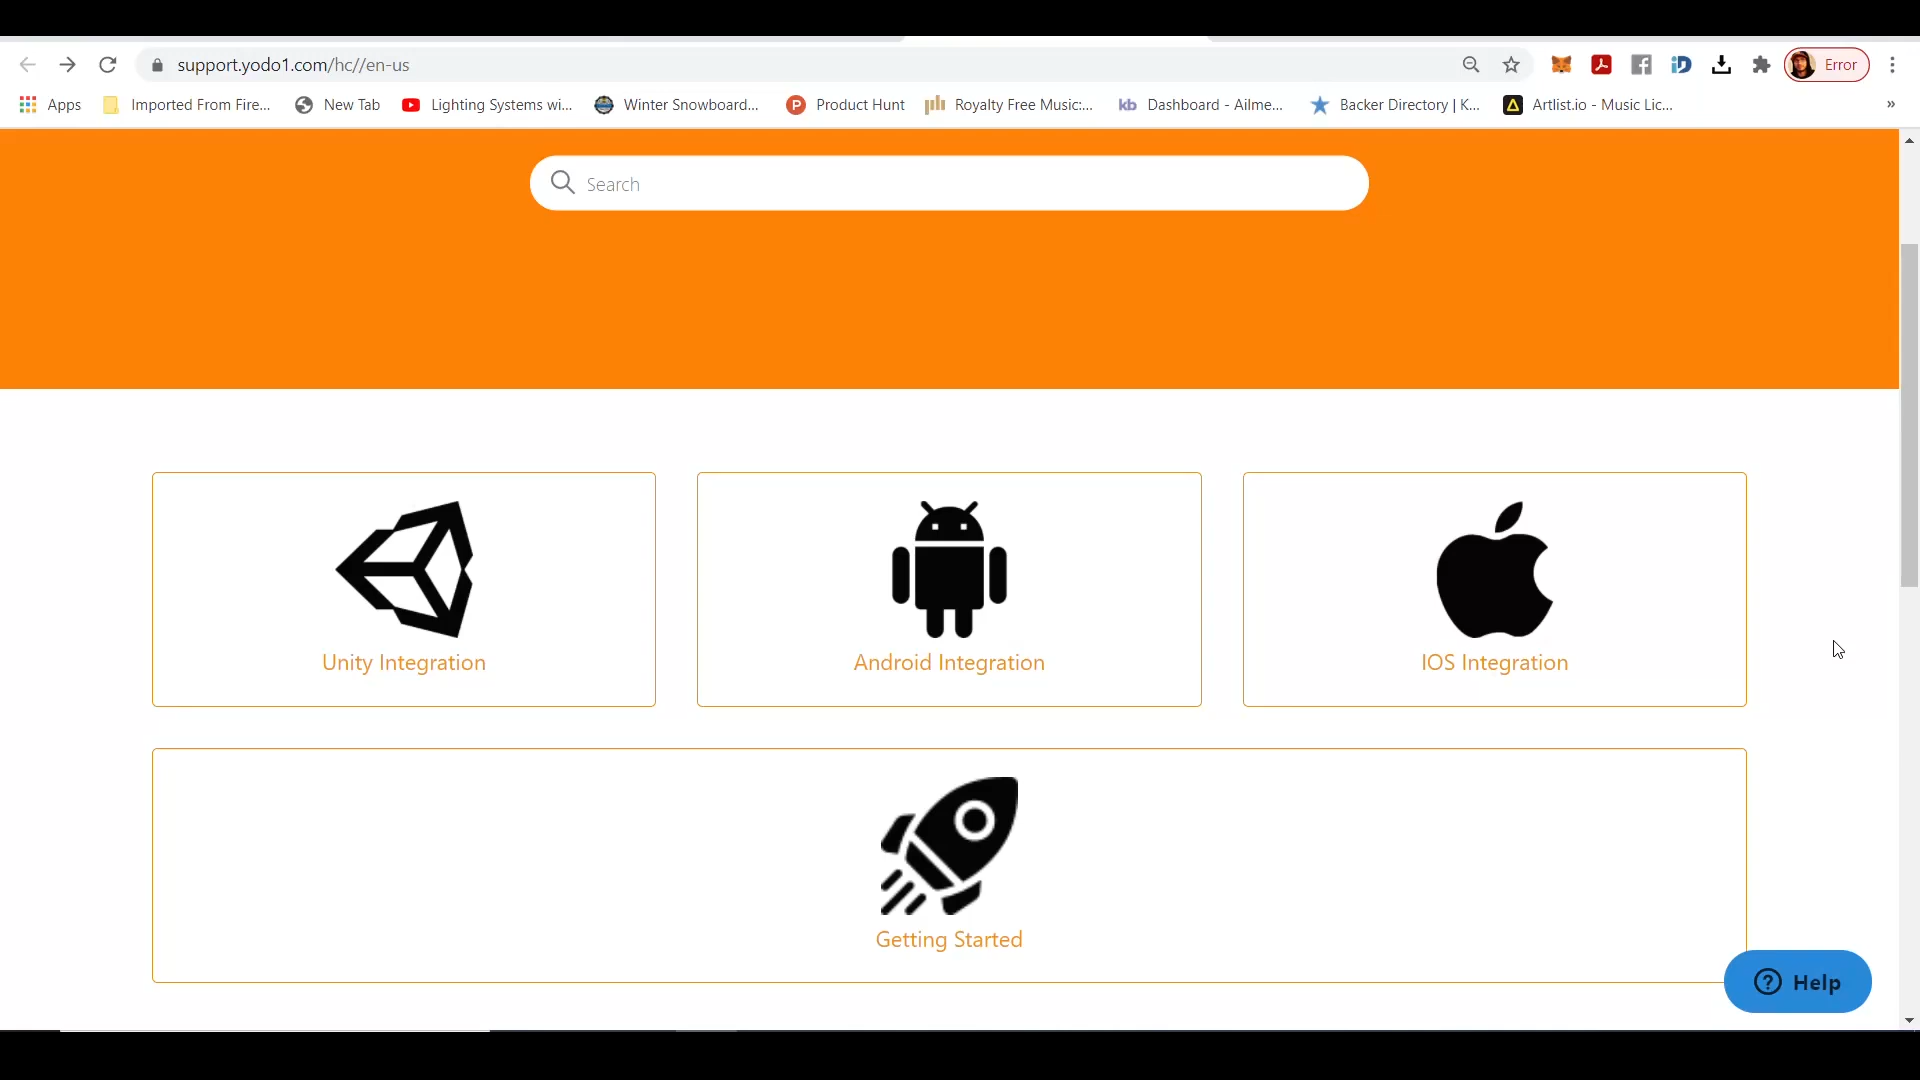 support.yodo1.com/hc//en-us
Error
Apps
Imported From Fire...
New Tab
Lighting Systems wi...
Winter Snowboard...
Product Hunt
Royalty Free Music:...
kb Dashboard - Ailme...
Backer Directory | K...
Artlist.io - Music Lic...
»
Search
Unity Integration
Android Integration
IOS Integration
Getting Started
Help